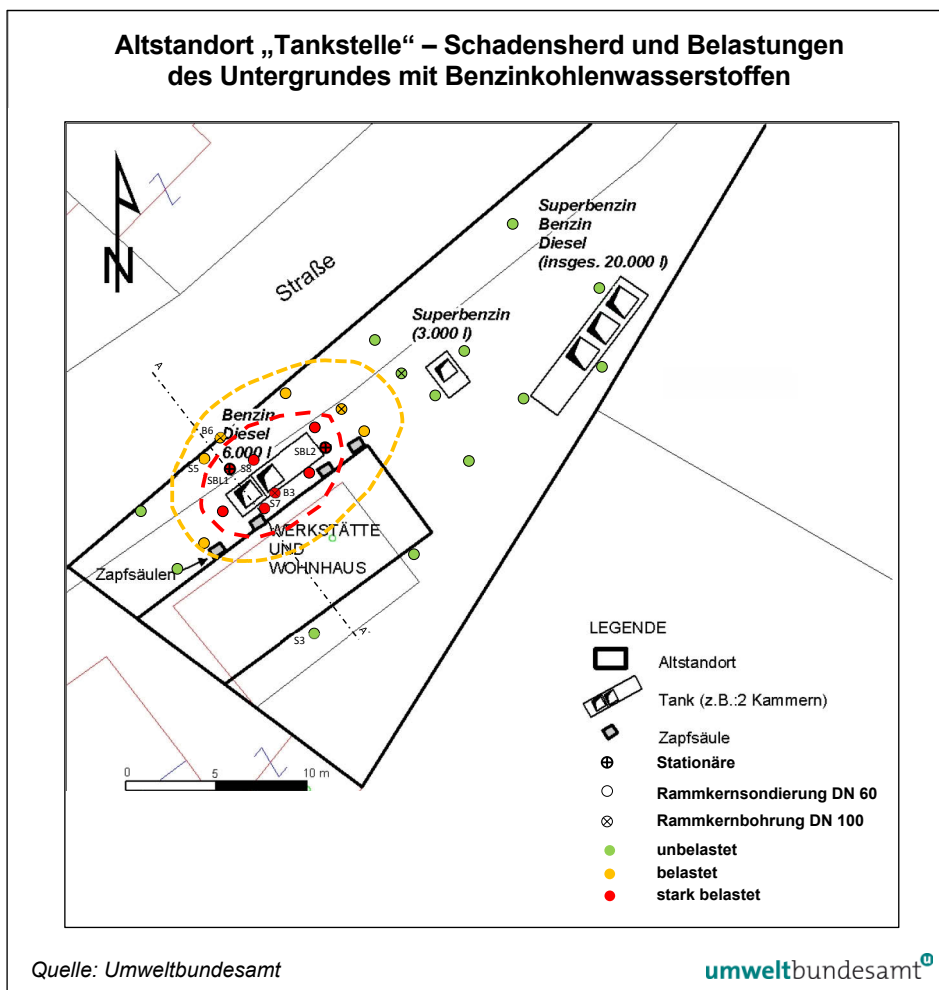 Altstandort „Tankstelle“ – Schadensherd und Belastungen
des Untergrundes mit Benzinkohlenwasserstoffen
N
Straße
Superbenzin
Benzin
Diesel
(insges. 20.000 l)
Superbenzin
(3.000 l)
A
Benzin
Diesel
6.000 l
B6
S5
SBL1
S8
SBL2
B3
S7
WERKSTÄTTE
UND
WOHNHAUS
Zapfsäulen
S3
A'
0 5 10 m
LEGENDE
Altstandort
Tank (z.B.:2 Kammern)
Zapfsäule
Stationäre
Rammkernsondierung DN 60
Rammkernbohrung DN 100
unbelastet
belastet
stark belastet
Quelle: Umweltbundesamt
umweltbundesamt u